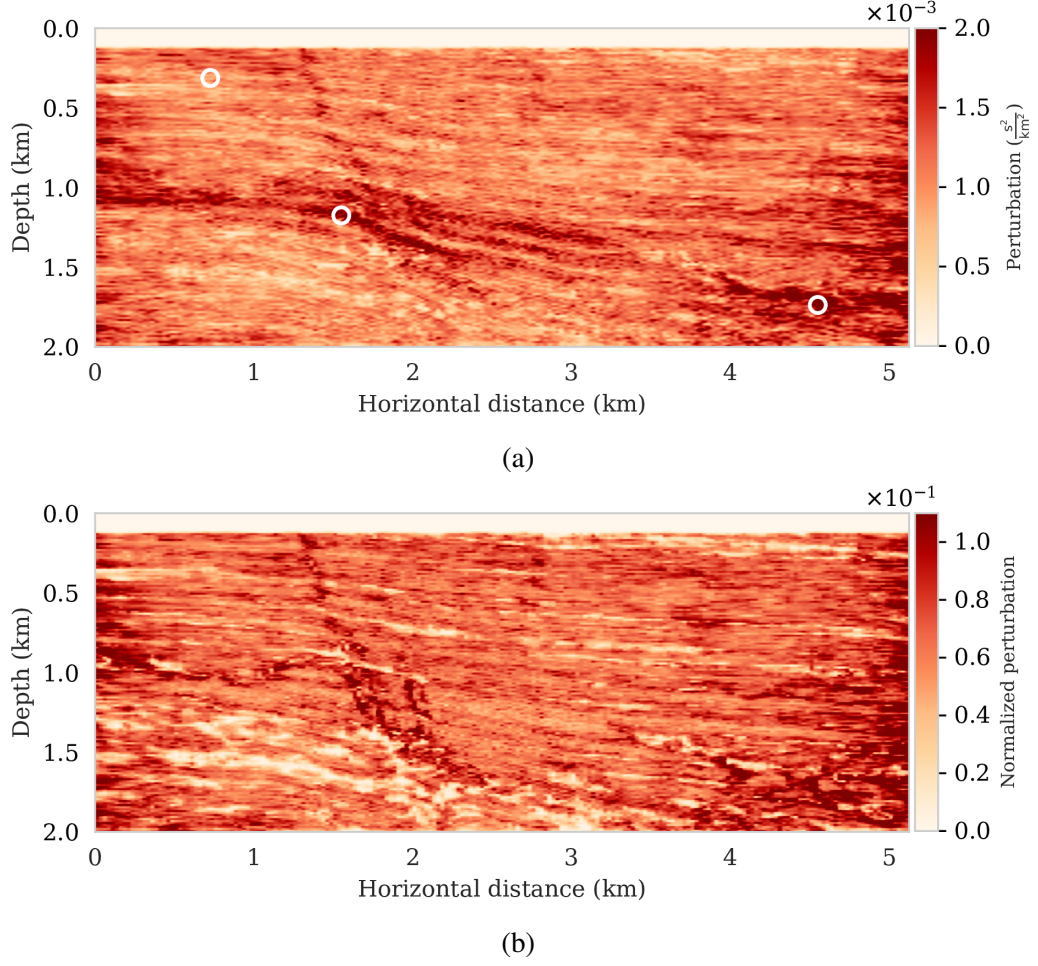 ×10⁻³
0.0
0.5
1.0
1.5
2.0
Depth (km)
0 1 2 3 4 5
Horizontal distance (km)
2.0
1.5
1.0
0.5
0.0
Perturbation (s²/km²)
(a)
×10⁻¹
0.0
0.5
1.0
1.5
2.0
Depth (km)
0 1 2 3 4 5
Horizontal distance (km)
1.0
0.8
0.6
0.4
0.2
0.0
Normalized perturbation
(b)